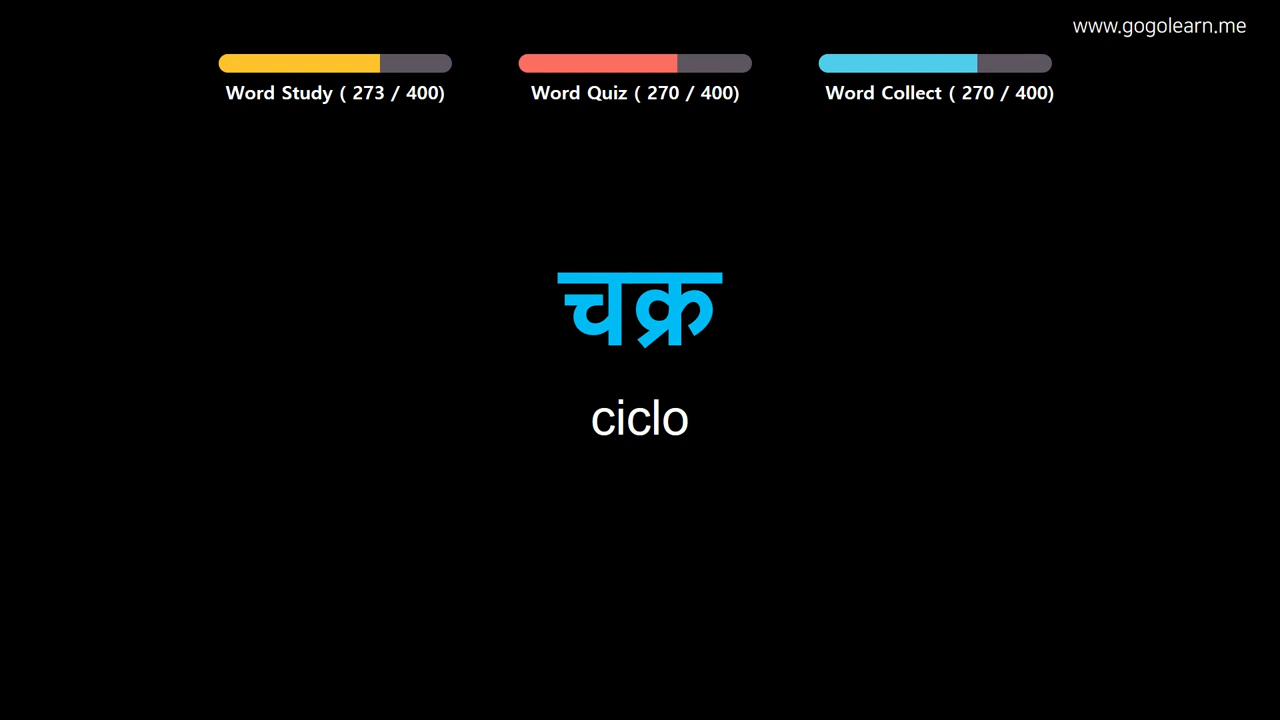 www.gogolearn.me
Word Study ( 273 / 400)
Word Quiz ( 270 / 400)
Word Collect ( 270 / 400)
चक्र
ciclo